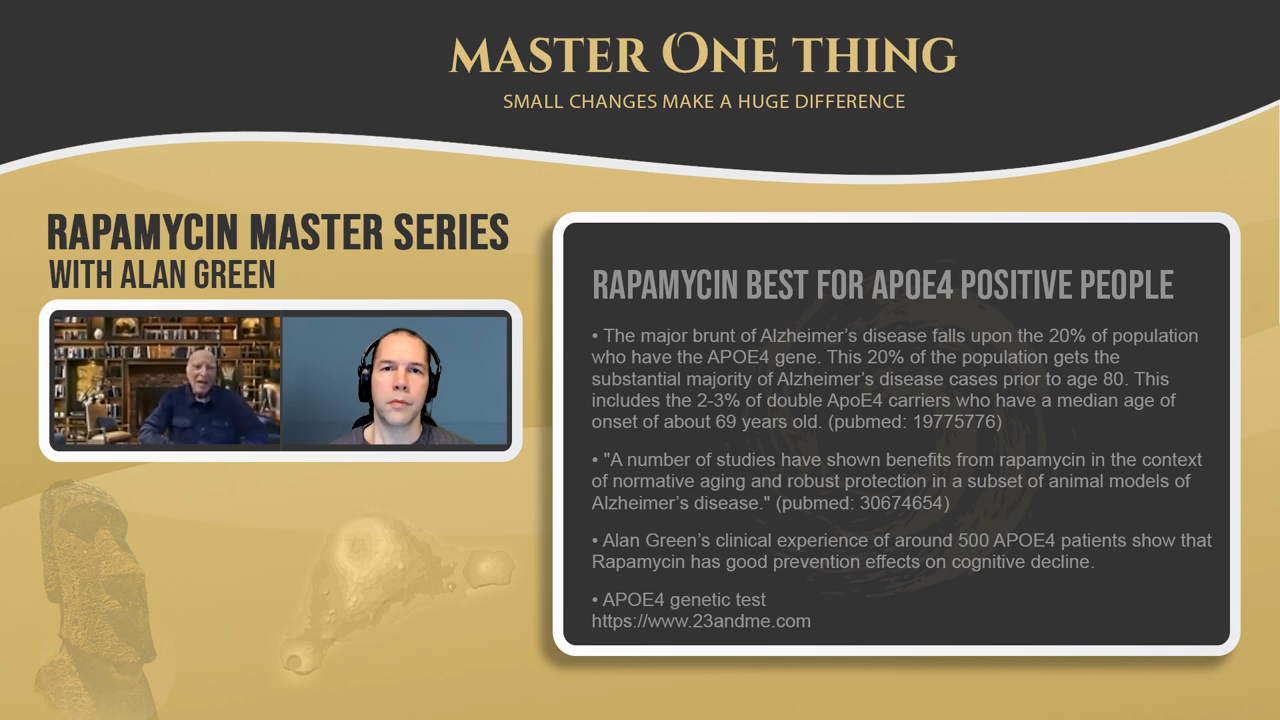 MASTER ONE THING
SMALL CHANGES MAKE A HUGE DIFFERENCE
RAPAMYCIN MASTER SERIES
WITH ALAN GREEN
RAPAMYCIN BEST FOR APOE4 POSITIVE PEOPLE
• The major brunt of Alzheimer's disease falls upon the 20% of population
who have the APOE4 gene. This 20% of the population gets the
substantial majority of Alzheimer's disease cases prior to age 80. This
includes the 2-3% of double ApoE4 carriers who have a median age of
onset of about 69 years old. (pubmed: 19775776)
• "A number of studies have shown benefits from rapamycin in the context
of normative aging and robust protection in a subset of animal models of
Alzheimer's disease." (pubmed: 30674654)
• Alan Green's clinical experience of around 500 APOE4 patients show that
Rapamycin has good prevention effects on cognitive decline.
• APOE4 genetic test
https://www.23andme.com